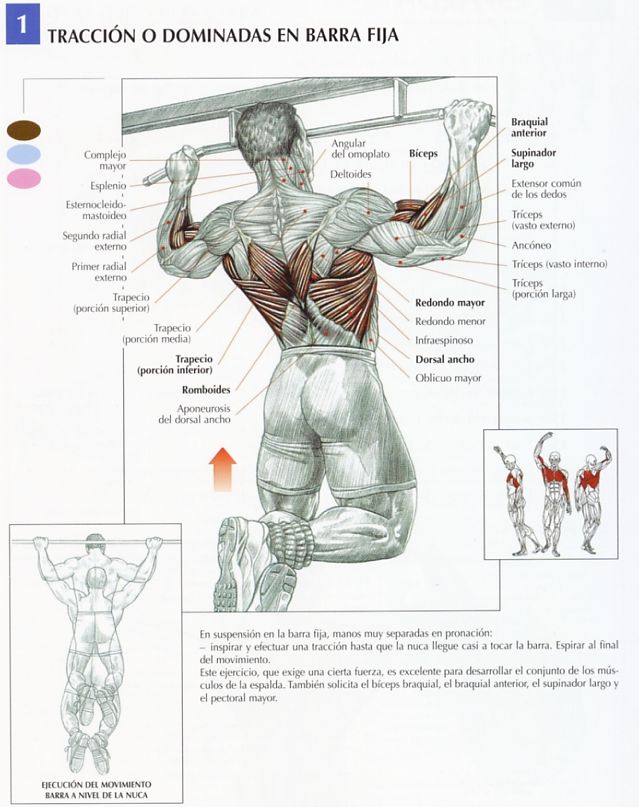 1
TRACCIÓN O DOMINADAS EN BARRA FIJA
Complejo
mayor
Esplenio
Esternocleido-
mastoideo
Segundo radial
externo
Primer radial
externo
Trapecio
(porción superior)
Trapecio
(porción media)
Trapecio
(porción inferior)
Romboides
Aponeurosis
del dorsal ancho
Angular
del omoplato
Deltoides
Bíceps
Braquial
anterior
Supinador
largo
Extensor común
de los dedos
Tríceps
(vasto externo)
Ancóneo
Tríceps (vasto interno)
Tríceps
(porción larga)
Redondo mayor
Redondo menor
Infraespinoso
Dorsal ancho
Oblicuo mayor
En suspensión en la barra fija, manos muy separadas en pronación:
– inspirar y efectuar una tracción hasta que la nuca llegue casi a tocar la barra. Espirar al final
del movimiento.
Este ejercicio, que exige una cierta fuerza, es excelente para desarrollar el conjunto de los mús-
culos de la espalda. También solicita el bíceps braquial, el braquial anterior, el supinador largo y
el pectoral mayor.
EJECUCIÓN DEL MOVIMIENTO
BARRA A NIVEL DE LA NUCA